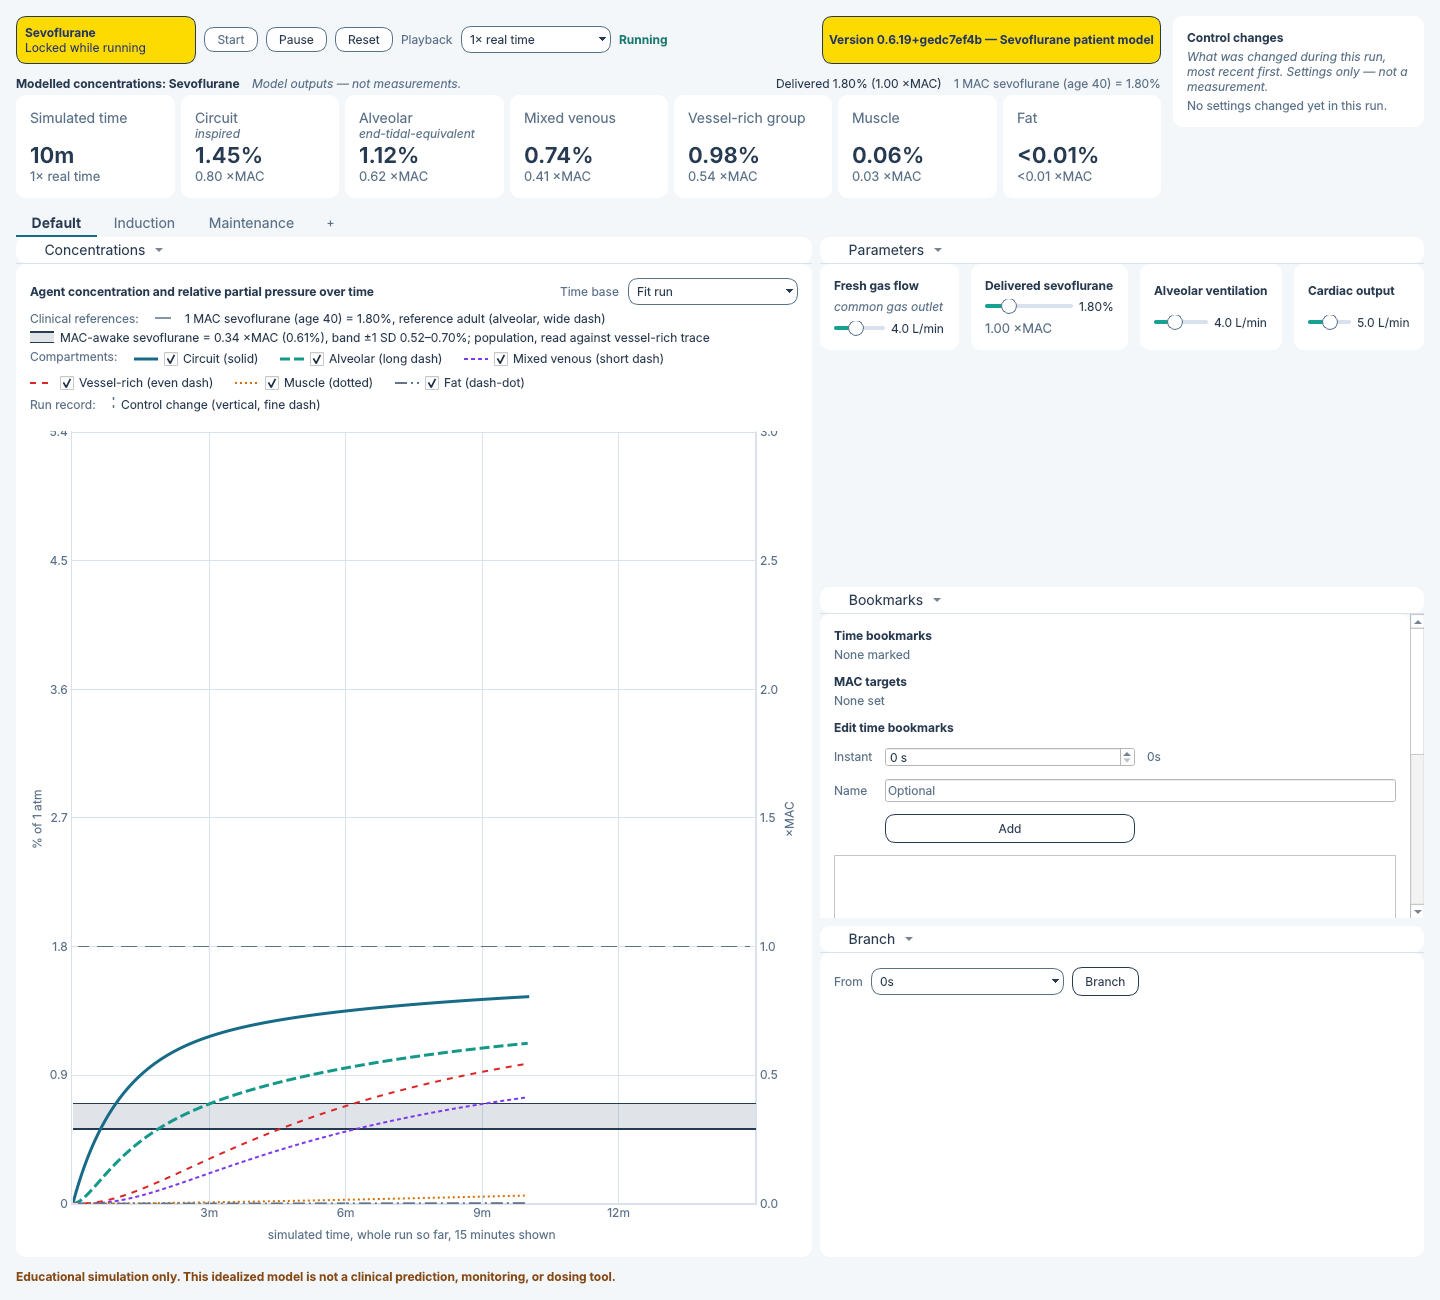 Sevoflurane
Locked while running
Start
Pause
Reset
Playback
1× real time
Running
Version 0.6.19+gedc7ef4b — Sevoflurane patient model
Control changes
What was changed during this run,
most recent first. Settings only — not a
measurement.
No settings changed yet in this run.
Modelled concentrations: Sevoflurane
Model outputs — not measurements.
Delivered 1.80% (1.00 ×MAC)
1 MAC sevoflurane (age 40) = 1.80%
Simulated time
10m
1× real time
Circuit
inspired
1.45%
0.80 ×MAC
Alveolar
end-tidal-equivalent
1.12%
0.62 ×MAC
Mixed venous
0.74%
0.41 ×MAC
Vessel-rich group
0.98%
0.54 ×MAC
Muscle
0.06%
0.03 ×MAC
Fat
<0.01%
<0.01 ×MAC
Default
Induction
Maintenance
+
Concentrations
Agent concentration and relative partial pressure over time
Time base
Fit run
Clinical references:
1 MAC sevoflurane (age 40) = 1.80%, reference adult (alveolar, wide dash)
MAC-awake sevoflurane = 0.34 ×MAC (0.61%), band ±1 SD 0.52–0.70%; population, read against vessel-rich trace
Compartments:
Circuit (solid)
Alveolar (long dash)
Mixed venous (short dash)
Vessel-rich (even dash)
Muscle (dotted)
Fat (dash-dot)
Run record:
Control change (vertical, fine dash)
5.4
4.5
3.6
2.7
1.8
0.9
0
% of 1 atm
3.0
2.5
2.0
1.5
1.0
0.5
0.0
×MAC
3m
6m
9m
12m
simulated time, whole run so far, 15 minutes shown
Parameters
Fresh gas flow
common gas outlet
4.0 L/min
Delivered sevoflurane
1.80%
1.00 ×MAC
Alveolar ventilation
4.0 L/min
Cardiac output
5.0 L/min
Bookmarks
Time bookmarks
None marked
MAC targets
None set
Edit time bookmarks
Instant
0 s
0s
Name
Optional
Add
Branch
From
0s
Branch
Educational simulation only. This idealized model is not a clinical prediction, monitoring, or dosing tool.